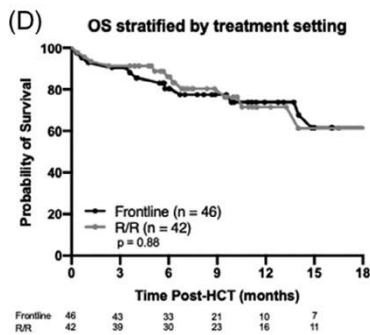 (D)
OS stratified by treatment setting
Probability of Survival
100
80
60
40
20
0
Frontline (n = 46)
R/R (n = 42)
p = 0.88
0 3 6 9 12 15 18
Time Post-HCT (months)
Frontline 46 43 33 21 10 7
R/R 42 39 30 23 16 11